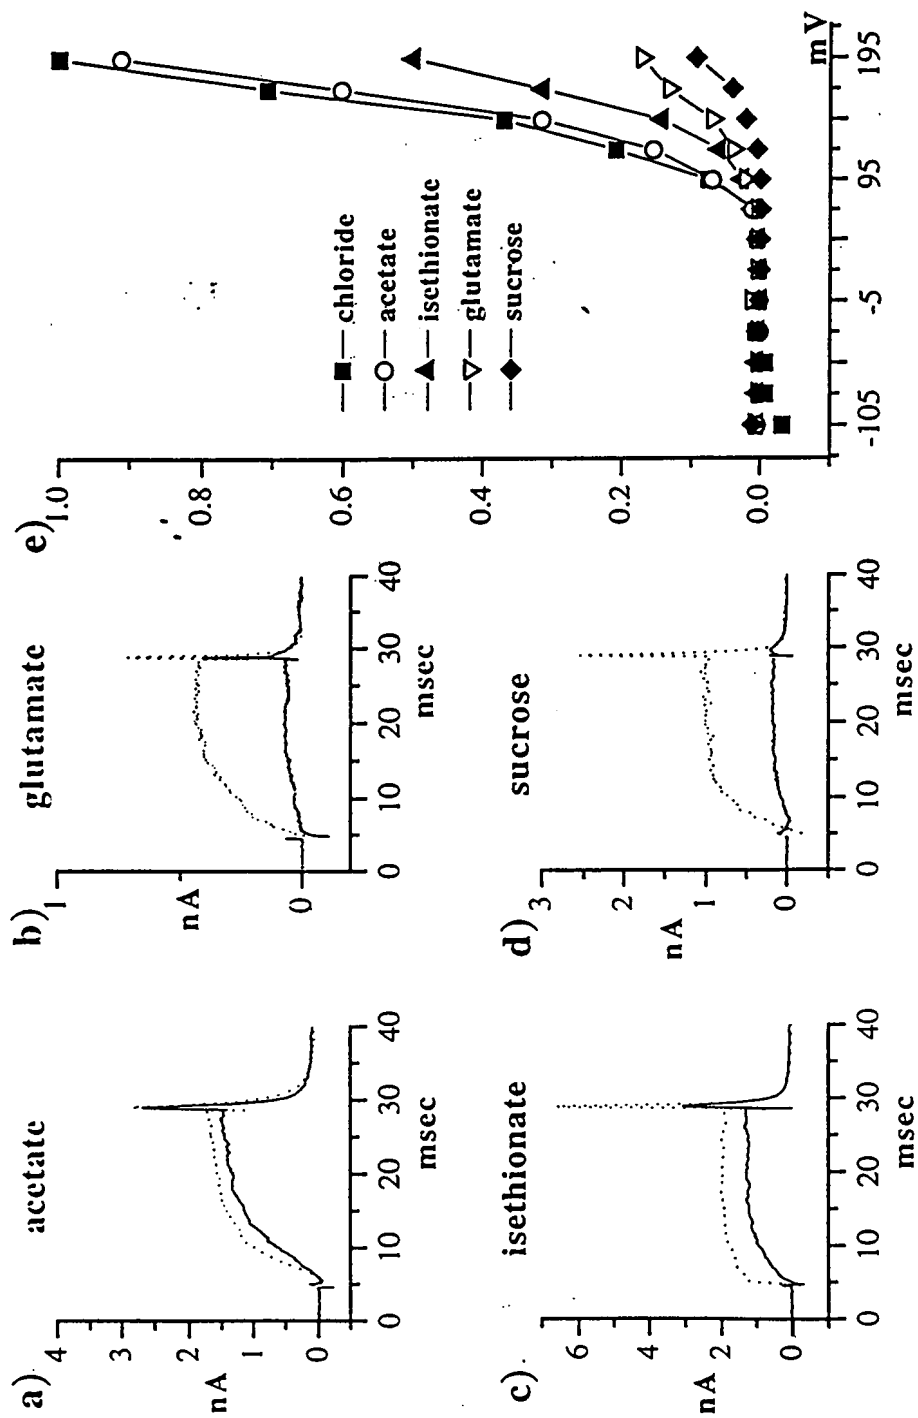 a)
acetate
4
3
2
1
0
nA
0 10 20 30 40
msec
b)
glutamate
1
nA
0
0 10 20 30 40
msec
c)
isethionate
6
4
2
0
nA
0 10 20 30 40
msec
d)
sucrose
3
2
1
0
nA
0 10 20 30 40
msec
e)
1.0
0.8
0.6
0.4
0.2
0.0
chloride
acetate
isethionate
glutamate
sucrose
-105 -5 95 195
mV